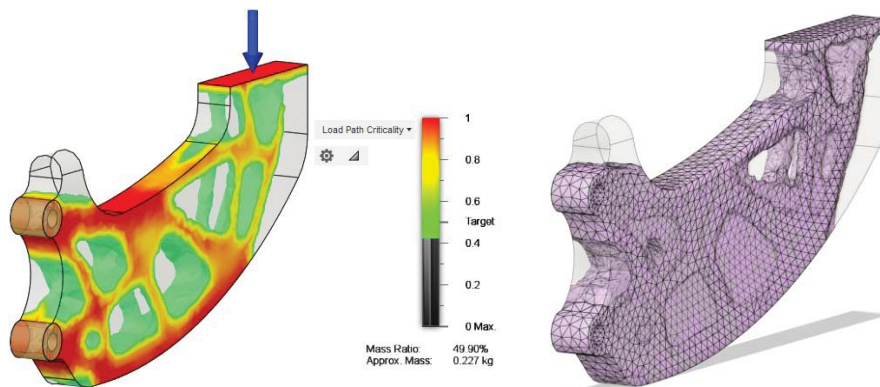 Load Path Criticality
1
0.8
0.6
Target
0.4
0.2
0 Max.
Mass Ratio: 49.90%
Approx. Mass: 0.227 kg